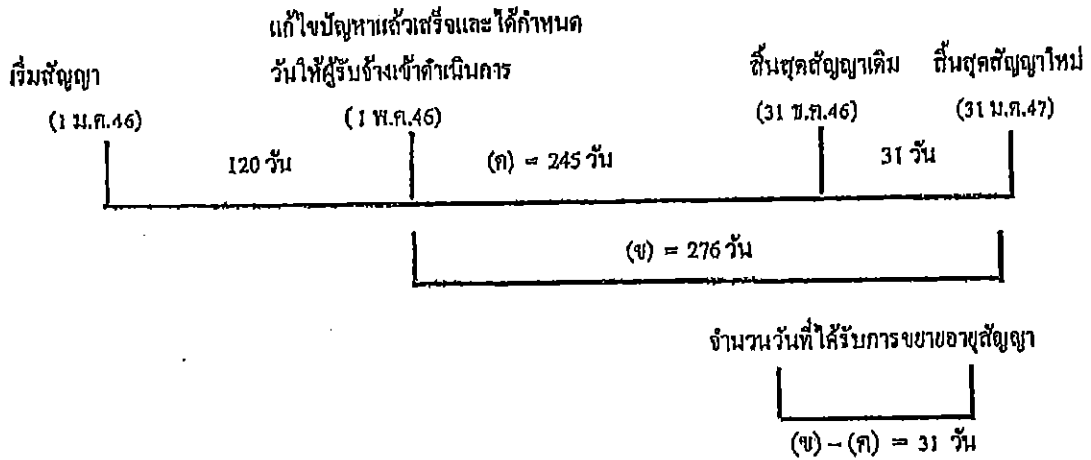 แก้ไขปัญหาแล้วเสร็จและได้กำหนด
วันให้ผู้รับจ้างเข้าดำเนินการ
เริ่มสัญญา
สิ้นสุดสัญญาเดิม
สิ้นสุดสัญญาใหม่
(1 ม.ค.46)
(1 พ.ค.46)
(31 ธ.ค.46)
(31 ม.ค.47)
120 วัน
(ค) = 245 วัน
31 วัน
(ข) = 276 วัน
จำนวนวันที่ได้รับการขยายอายุสัญญา
(ข) – (ค) = 31 วัน